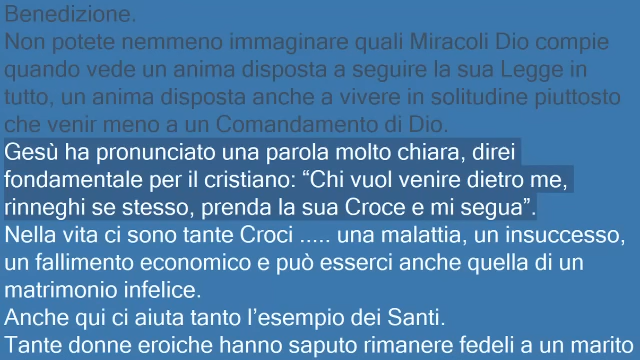 Benedizione.
Non potete nemmeno immaginare quali Miracoli Dio compie
quando vede un anima disposta a seguire la sua Legge in
tutto, un anima disposta anche a vivere in solitudine piuttosto
che venir meno a un Comandamento di Dio.
Gesù ha pronunciato una parola molto chiara, direi
fondamentale per il cristiano: “Chi vuol venire dietro me,
rinneghi se stesso, prenda la sua Croce e mi segua”.
Nella vita ci sono tante Croci ..... una malattia, un insuccesso,
un fallimento economico e può esserci anche quella di un
matrimonio infelice.
Anche qui ci aiuta tanto l’esempio dei Santi.
Tante donne eroiche hanno saputo rimanere fedeli a un marito